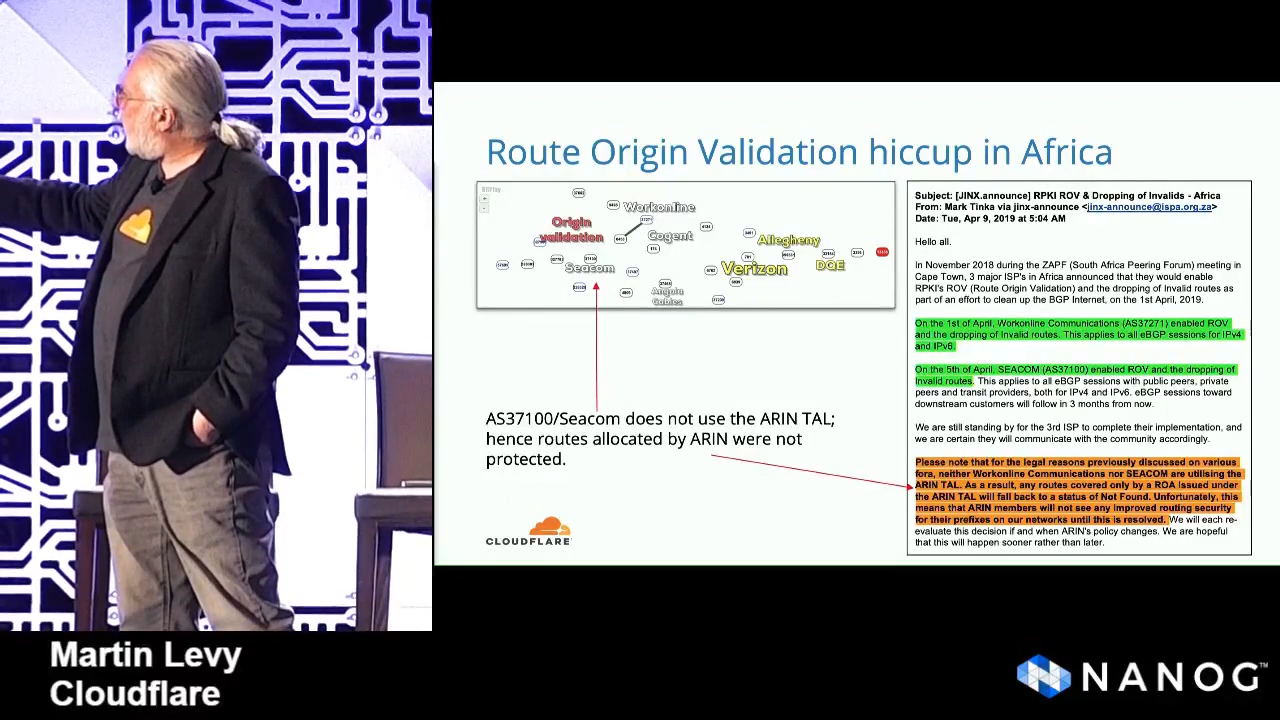 Route Origin Validation hiccup in Africa
BGPlay
Workonline
Origin
validation
Cogent
Allegheny
Seacom
Verizon
DQE
Angola
Cables
Subject: [JINX.announce] RPKI ROV & Dropping of Invalids - Africa
From: Mark Tinka via jinx-announce <jinx-announce@ispa.org.za>
Date: Tue, Apr 9, 2019 at 5:04 AM
Hello all.
In November 2018 during the ZAPF (South Africa Peering Forum) meeting in
Cape Town, 3 major ISP's in Africa announced that they would enable
RPKI's ROV (Route Origin Validation) and the dropping of Invalid routes as
part of an effort to clean up the BGP Internet, on the 1st April, 2019.
On the 1st of April, Workonline Communications (AS37271) enabled ROV
and the dropping of Invalid routes. This applies to all eBGP sessions for IPv4
and IPv6.
On the 5th of April, SEACOM (AS37100) enabled ROV and the dropping of
Invalid routes. This applies to all eBGP sessions with public peers, private
peers and transit providers, both for IPv4 and IPv6. eBGP sessions toward
downstream customers will follow in 3 months from now.
We are still standing by for the 3rd ISP to complete their implementation, and
we are certain they will communicate with the community accordingly.
Please note that for the legal reasons previously discussed on various
fora, neither Workonline Communications nor SEACOM are utilising the
ARIN TAL. As a result, any routes covered only by a ROA issued under
the ARIN TAL will fall back to a status of Not Found. Unfortunately, this
means that ARIN members will not see any improved routing security
for their prefixes on our networks until this is resolved. We will each re-
evaluate this decision if and when ARIN's policy changes. We are hopeful
that this will happen sooner rather than later.
AS37100/Seacom does not use the ARIN TAL;
hence routes allocated by ARIN were not
protected.
CLOUDFLARE
Martin Levy
Cloudflare
NANOG™